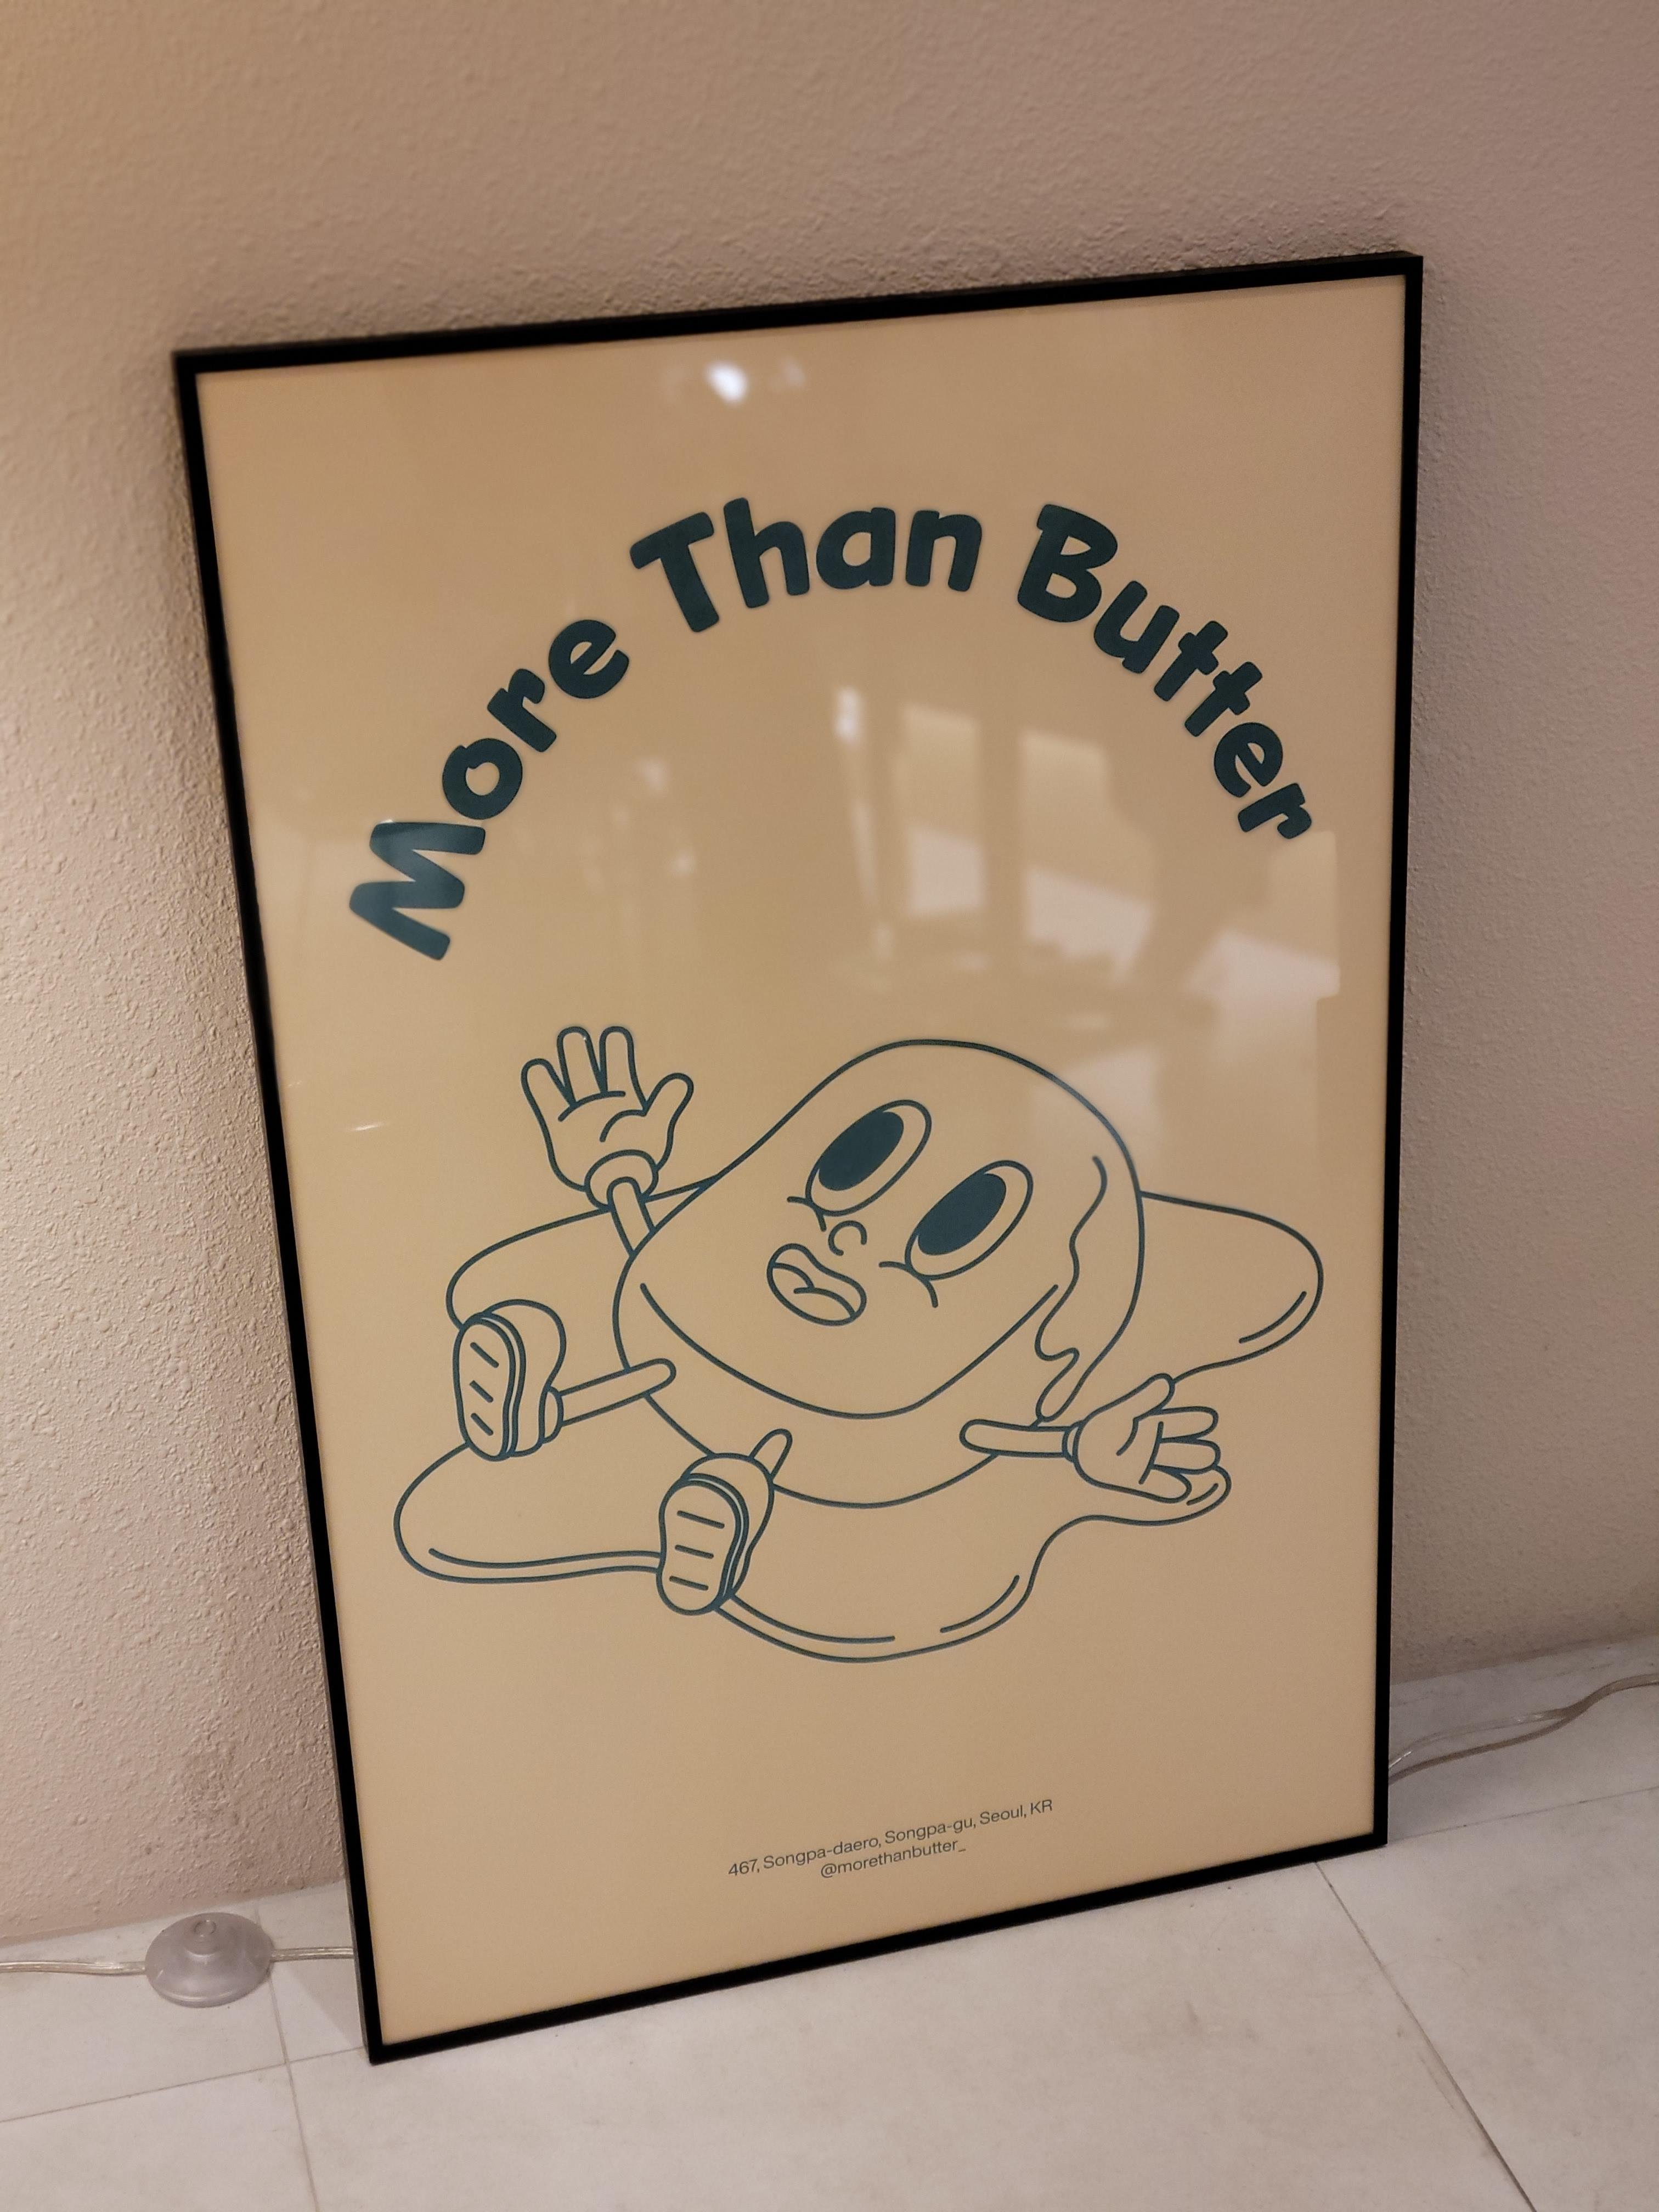 More Than Butter
467, Songpa-daero, Songpa-gu, Seoul, KR
@morethanbutter_